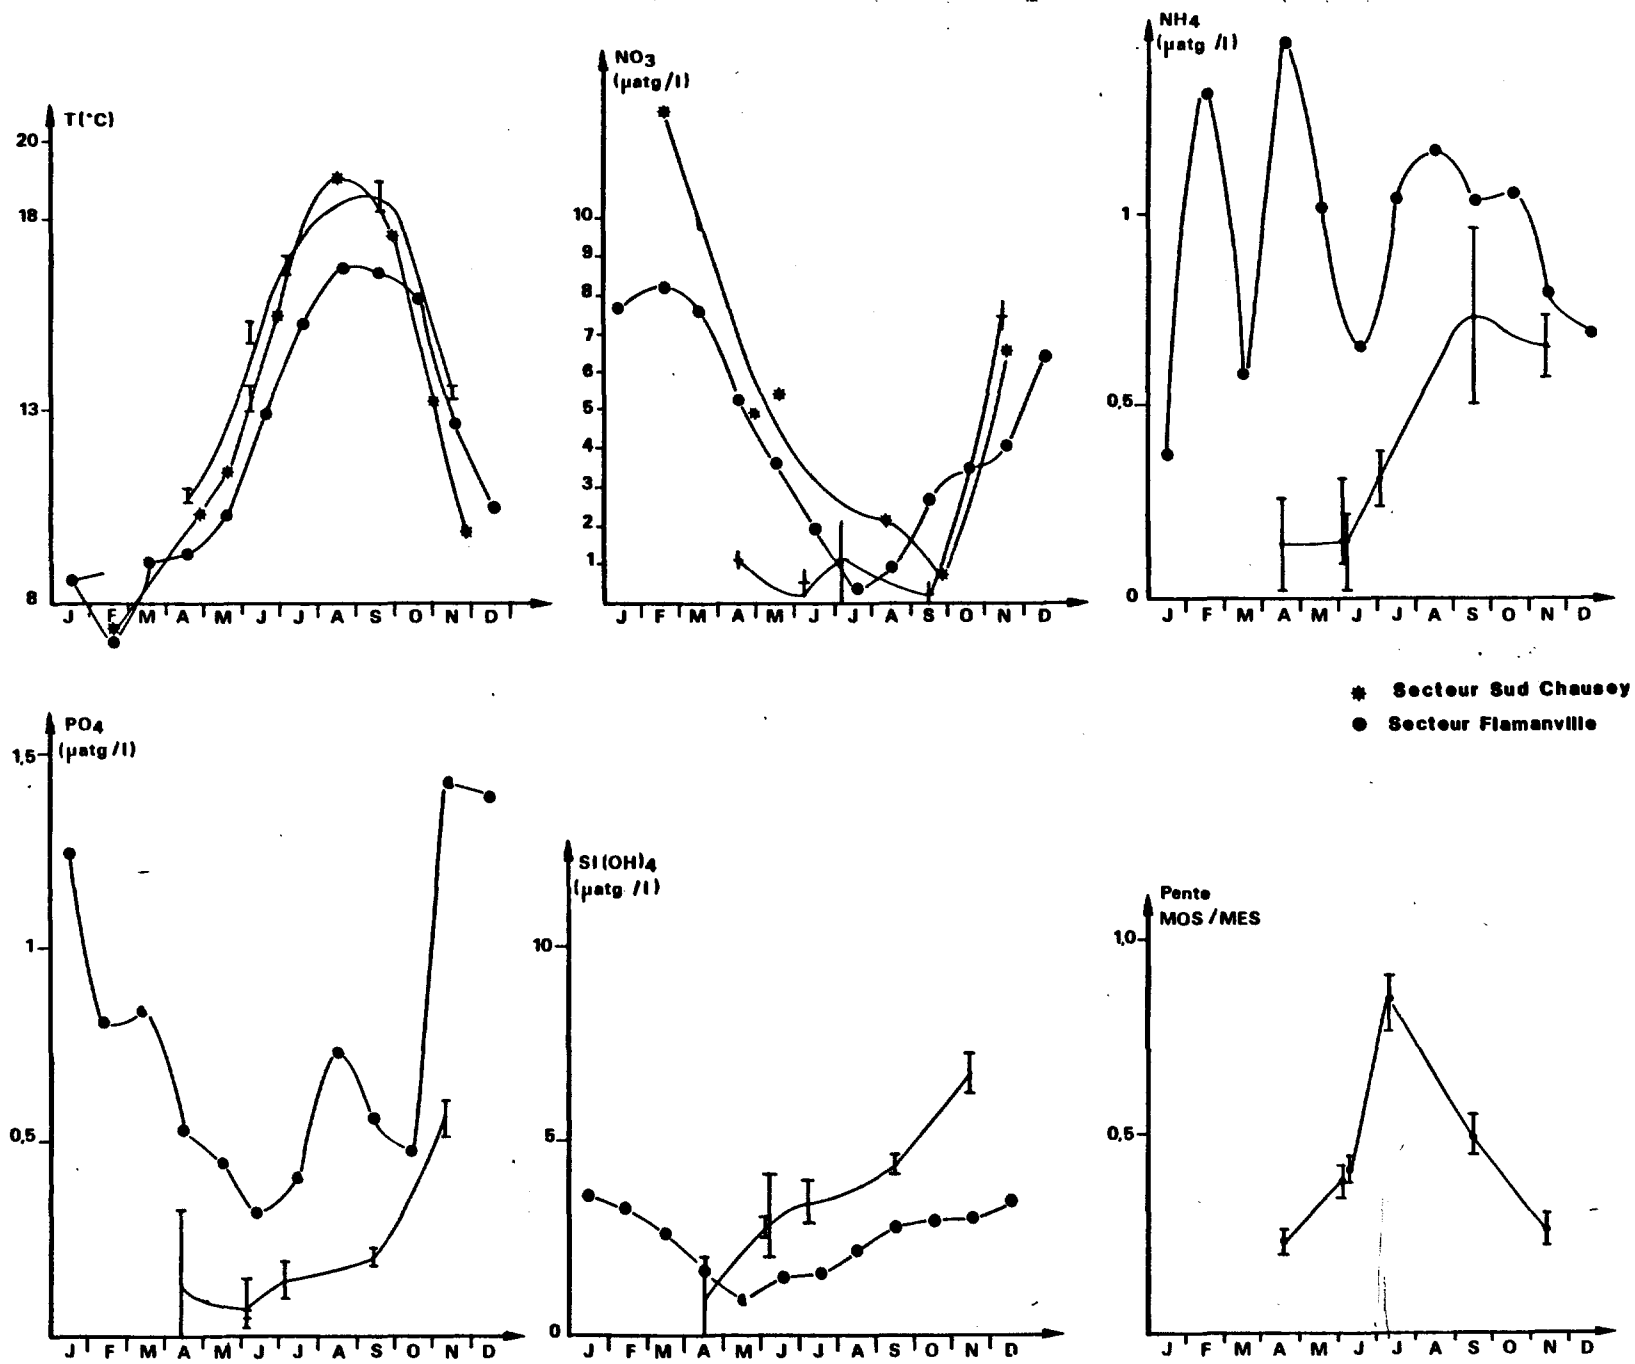 T(°C)
20
18
13
8
J F M A M J J A S O N D
NO3
(µatg/l)
10
9
8
7
6
5
4
3
2
1
J F M A M J J A S O N D
NH4
(µatg /l)
1
0,5
0
J F M A M J J A S O N D
* Secteur Sud Chausey
● Secteur Flamanville
PO4
(µatg /l)
1,5
1
0,5
J F M A M J J A S O N D
SI(OH)4
(µatg /l)
10
5
0
J F M A M J J A S O N D
Pente
MOS /MES
1,0
0,5
J F M A M J J A S O N D